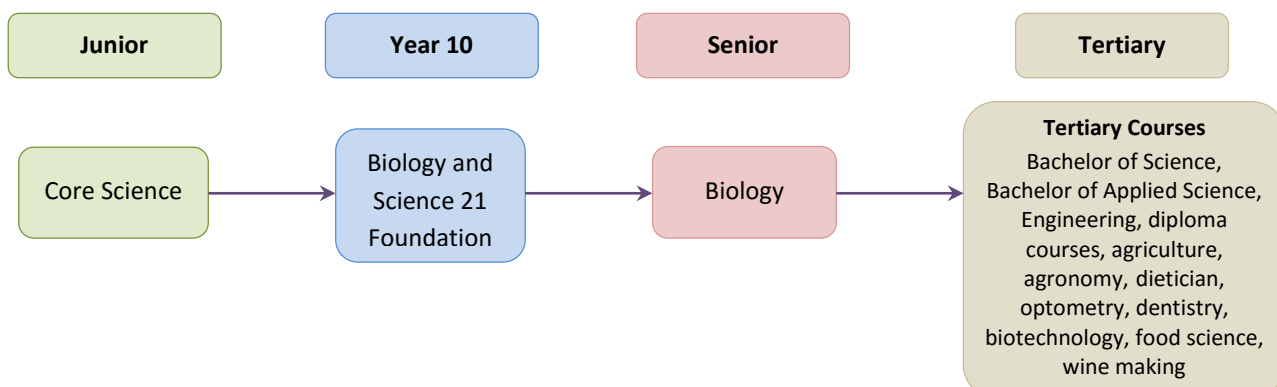 Junior
Year 10
Senior
Tertiary
Core Science
Biology and
Science 21
Foundation
Biology
Tertiary Courses
Bachelor of Science,
Bachelor of Applied Science,
Engineering, diploma
courses, agriculture,
agronomy, dietician,
optometry, dentistry,
biotechnology, food science,
wine making